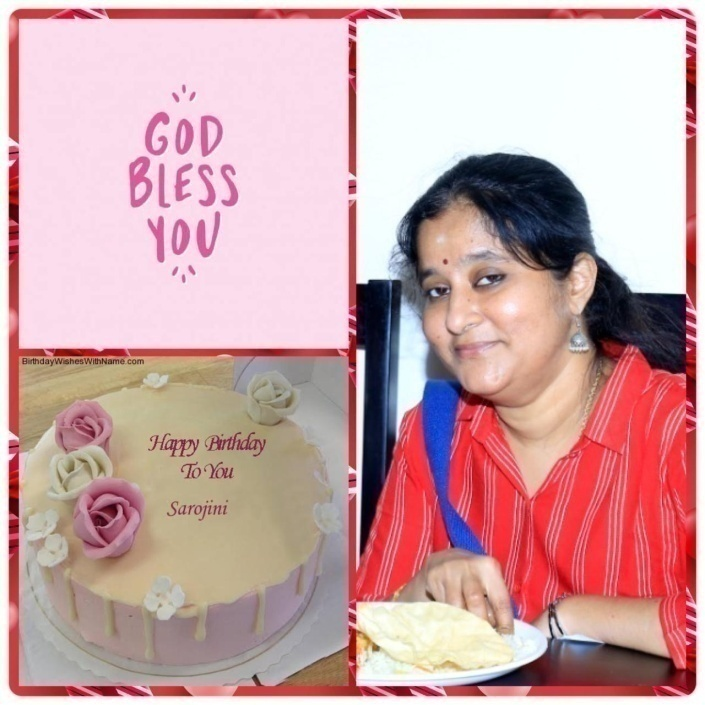 GOD
BLESS
YOU
BirthdayWishesWithName.com
Happy Birthday
To You
Sarojini